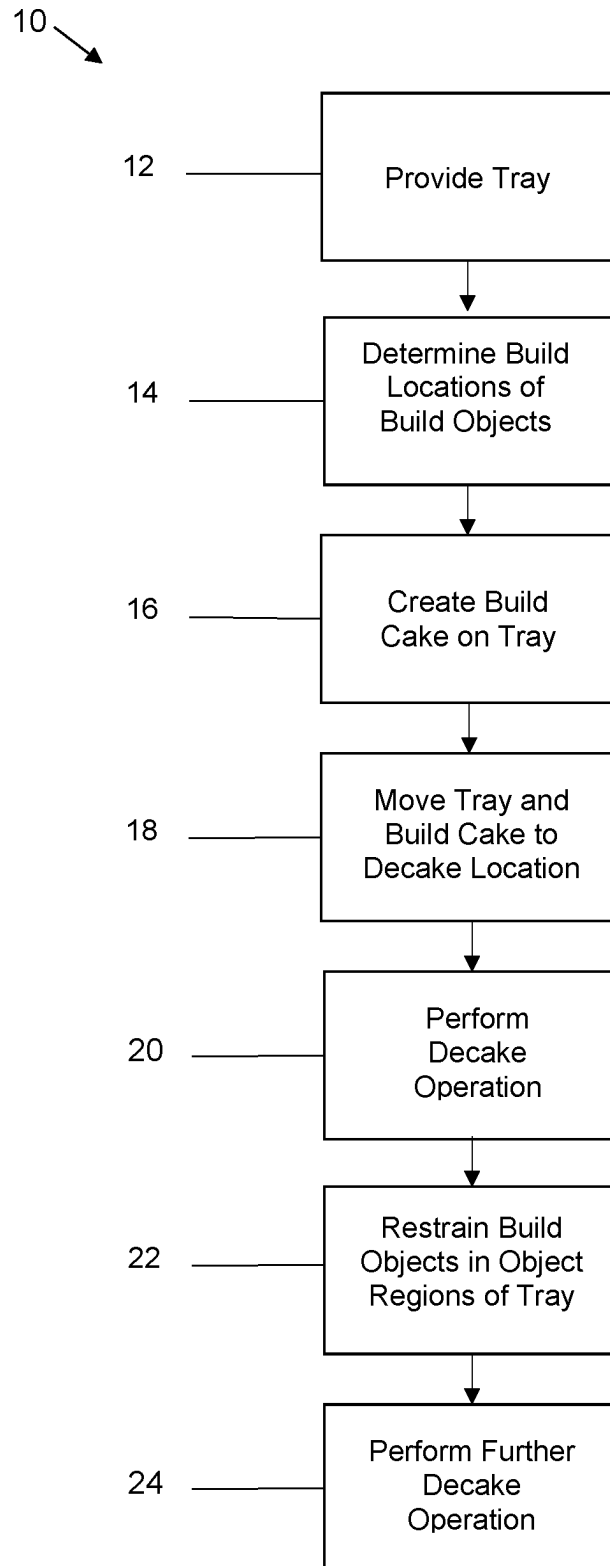 10
12
Provide Tray
14
Determine Build
Locations of
Build Objects
16
Create Build
Cake on Tray
18
Move Tray and
Build Cake to
Decake Location
20
Perform
Decake
Operation
22
Restrain Build
Objects in Object
Regions of Tray
24
Perform Further
Decake
Operation